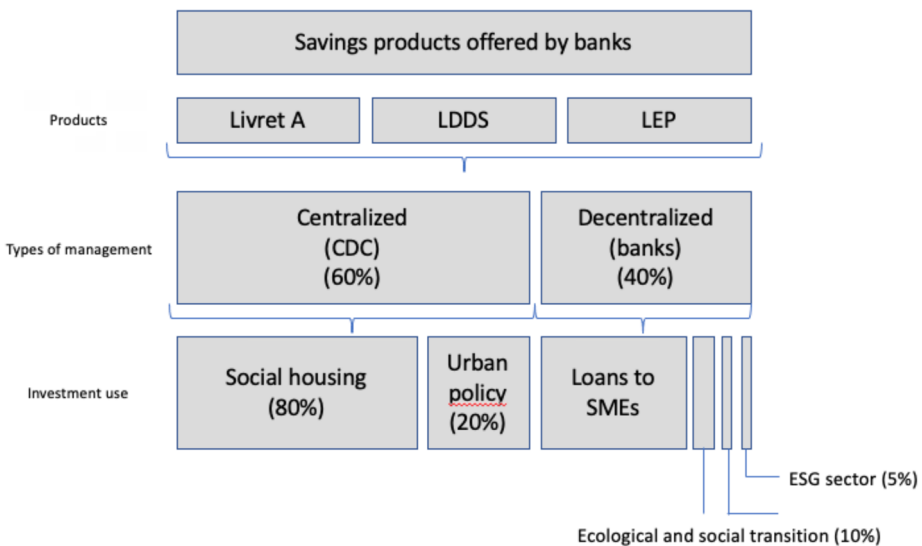 Savings products offered by banks
Products
Livret A
LDDS
LEP
Types of management
Centralized
(CDC)
(60%)
Decentralized
(banks)
(40%)
Investment use
Social housing
(80%)
Urban
policy
(20%)
Loans to
SMEs
ESG sector (5%)
Ecological and social transition (10%)